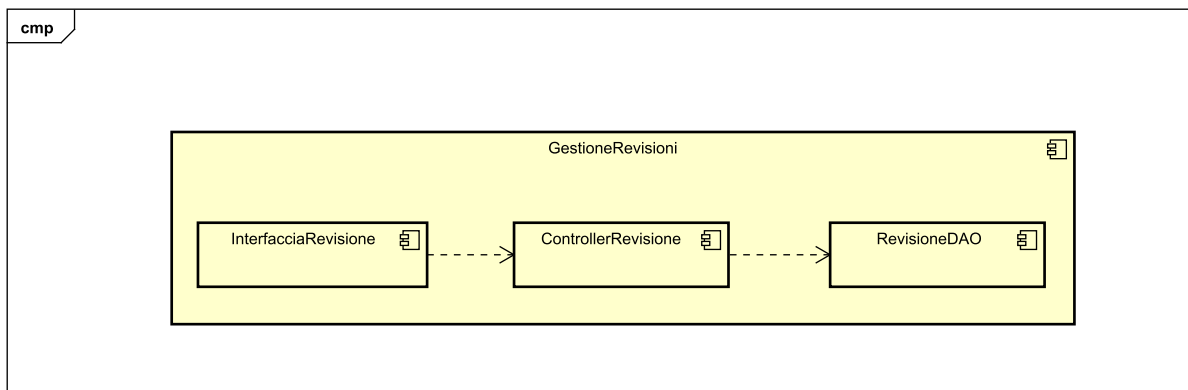 cmp
GestioneRevisioni
InterfacciaRevisione
ControllerRevisione
RevisioneDAO